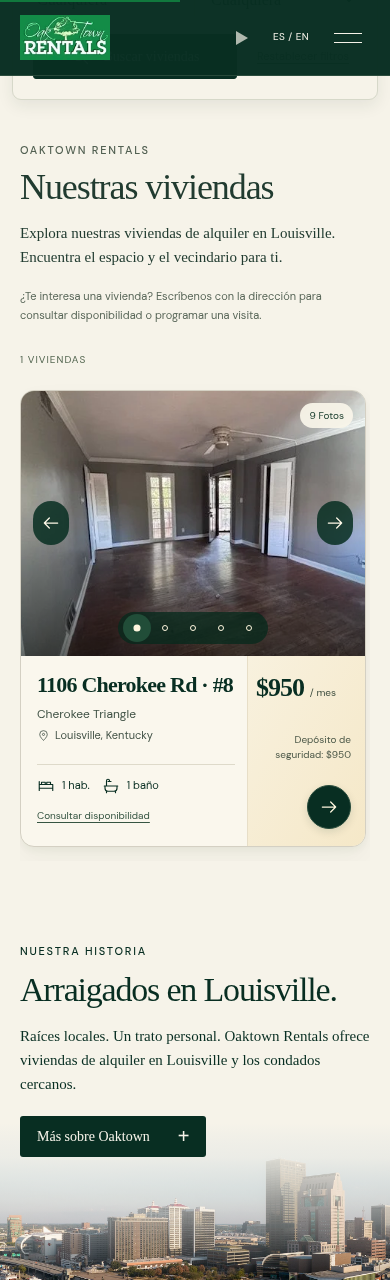 Oak Town
RENTALS
ES / EN
OAKTOWN RENTALS
Nuestras viviendas
Explora nuestras viviendas de alquiler en Louisville.
Encuentra el espacio y el vecindario para ti.
¿Te interesa una vivienda? Escríbenos con la dirección para
consultar disponibilidad o programar una visita.
1 VIVIENDAS
9 Fotos
1106 Cherokee Rd · #8
Cherokee Triangle
Louisville, Kentucky
1 hab. 1 baño
Consultar disponibilidad
$950 / mes
Depósito de
seguridad: $950
NUESTRA HISTORIA
Arraigados en Louisville.
Raíces locales. Un trato personal. Oaktown Rentals ofrece
viviendas de alquiler en Louisville y los condados
cercanos.
Más sobre Oaktown +